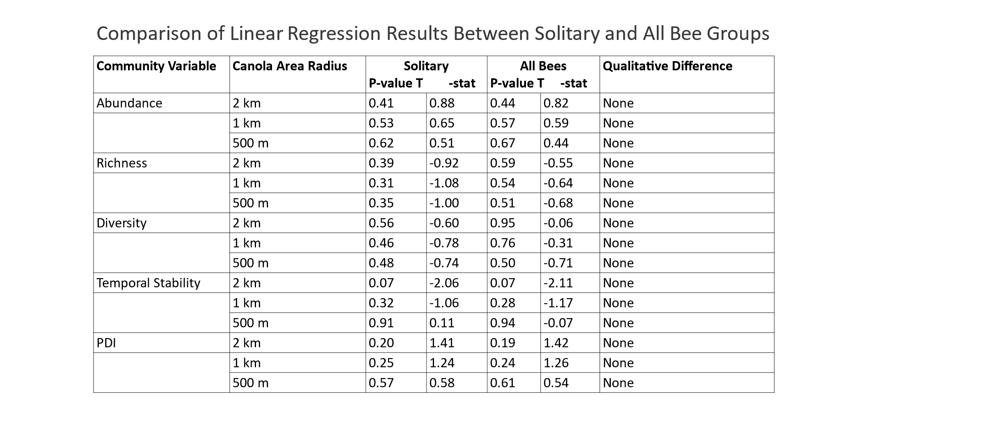 Comparison of Linear Regression Results Between Solitary and All Bee Groups
Community Variable Canola Area Radius Solitary All Bees Qualitative Difference
P-value T -stat P-value T -stat
Abundance 2 km 0.41 0.88 0.44 0.82 None
1 km 0.53 0.65 0.57 0.59 None
500 m 0.62 0.51 0.67 0.44 None
Richness 2 km 0.39 -0.92 0.59 -0.55 None
1 km 0.31 -1.08 0.54 -0.64 None
500 m 0.35 -1.00 0.51 -0.68 None
Diversity 2 km 0.56 -0.60 0.95 -0.06 None
1 km 0.46 -0.78 0.76 -0.31 None
500 m 0.48 -0.74 0.50 -0.71 None
Temporal Stability 2 km 0.07 -2.06 0.07 -2.11 None
1 km 0.32 -1.06 0.28 -1.17 None
500 m 0.91 0.11 0.94 -0.07 None
PDI 2 km 0.20 1.41 0.19 1.42 None
1 km 0.25 1.24 0.24 1.26 None
500 m 0.57 0.58 0.61 0.54 None